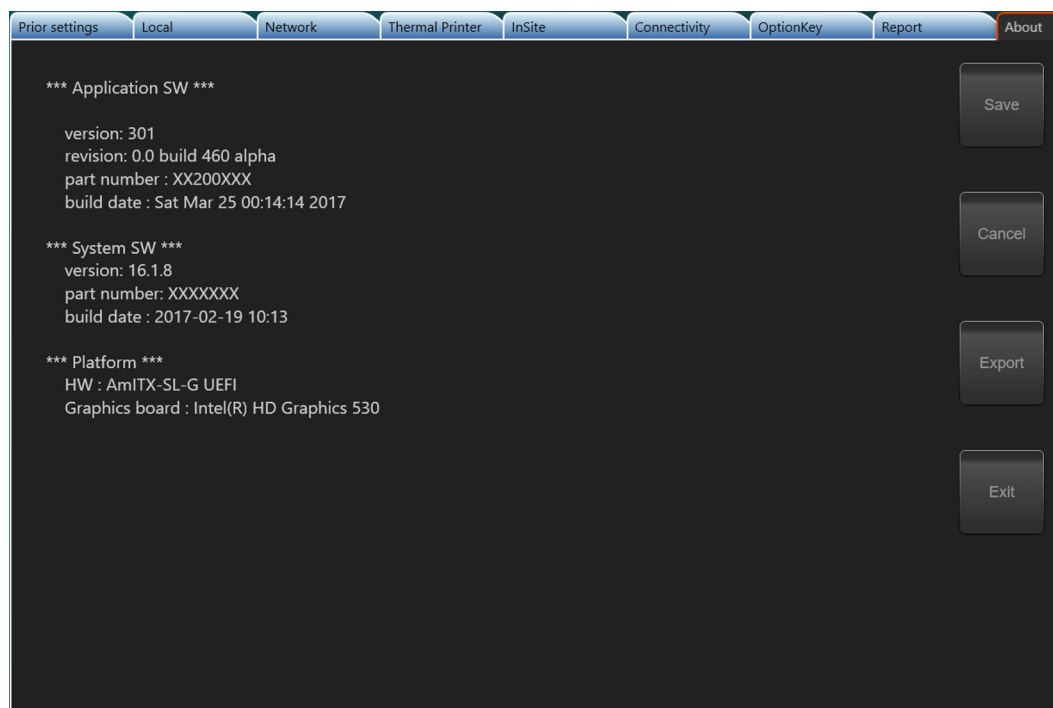 Prior settings Local Network Thermal Printer InSite Connectivity OptionKey Report About
*** Application SW ***
version: 301
revision: 0.0 build 460 alpha
part number : XX200XXX
build date : Sat Mar 25 00:14:14 2017
*** System SW ***
version: 16.1.8
part number: XXXXXXX
build date : 2017-02-19 10:13
*** Platform ***
HW : AmITX-SL-G UEFI
Graphics board : Intel(R) HD Graphics 530
Save
Cancel
Export
Exit